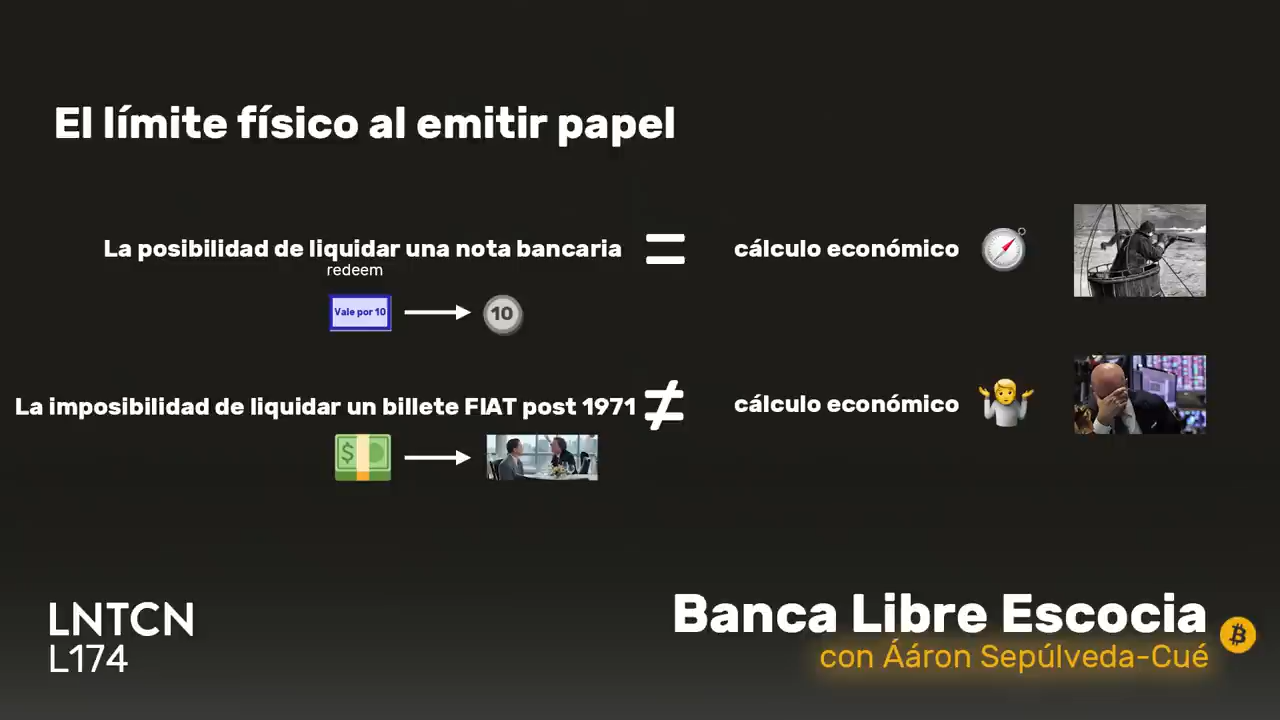 El límite físico al emitir papel
La posibilidad de liquidar una nota bancaria = cálculo económico
redeem
Vale por 10
10
La imposibilidad de liquidar un billete FIAT post 1971 ≠ cálculo económico
$
LNTCN
L174
Banca Libre Escocia
con Ááron Sepúlveda-Cué